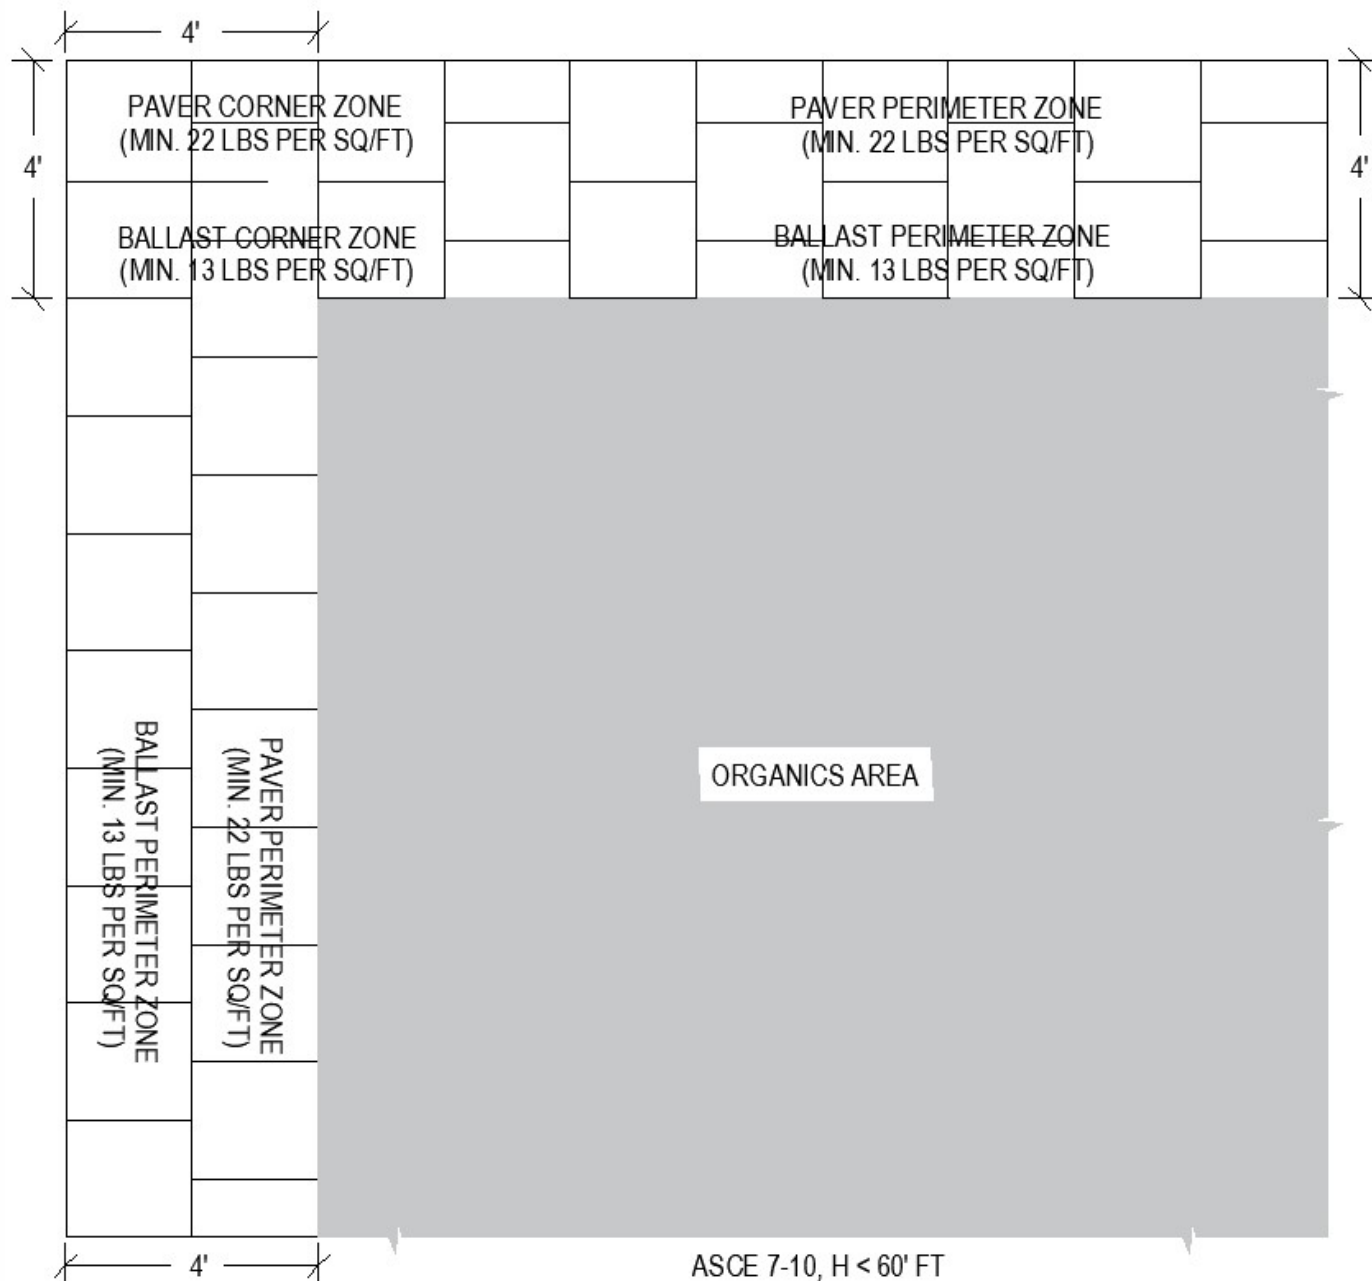 4'
PAVER CORNER ZONE
(MIN. 22 LBS PER SQ/FT)
PAVER PERIMETER ZONE
(MIN. 22 LBS PER SQ/FT)
4'
4'
BALLAST CORNER ZONE
(MIN. 13 LBS PER SQ/FT)
BALLAST PERIMETER ZONE
(MIN. 13 LBS PER SQ/FT)
BALLAST PERIMETER ZONE
(MIN. 13 LBS PER SQ/FT)
PAVER PERIMETER ZONE
(MIN. 22 LBS PER SQ/FT)
ORGANICS AREA
4'
ASCE 7-10, H < 60' FT